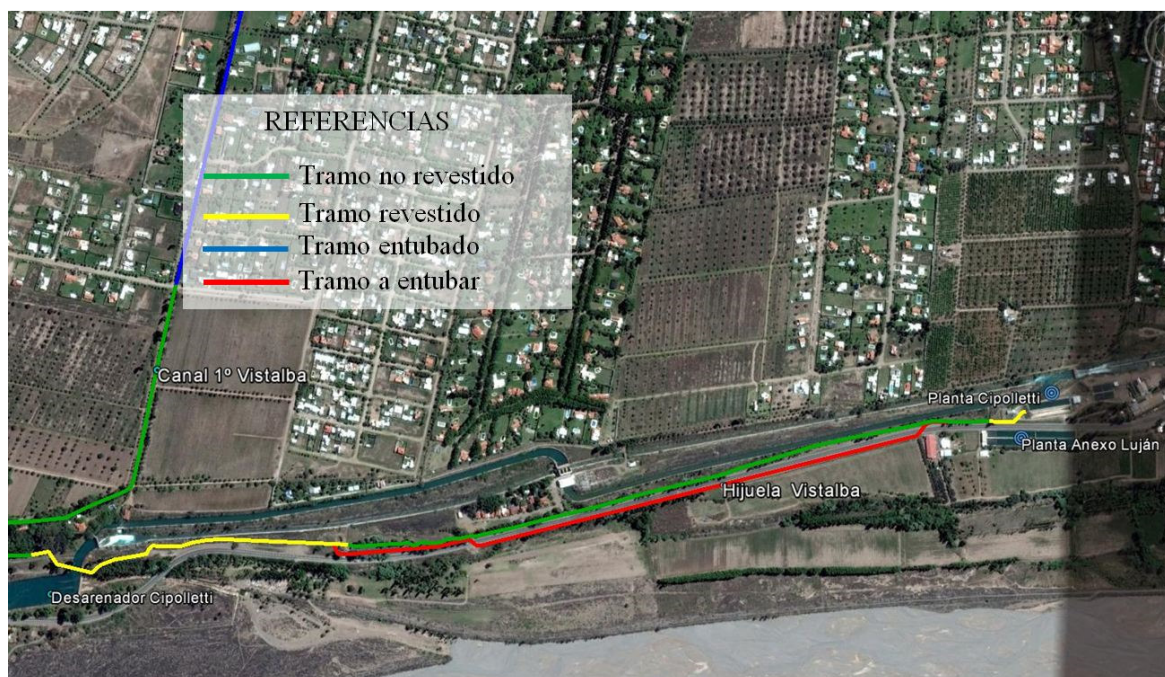 REFERENCIAS
Tramo no revestido
Tramo revestido
Tramo entubado
Tramo a entubar
Canal 1º Vistalba
Planta Cipolletti
Planta Anexo Luján
Hijuela Vistalba
Desarenador Cipolletti